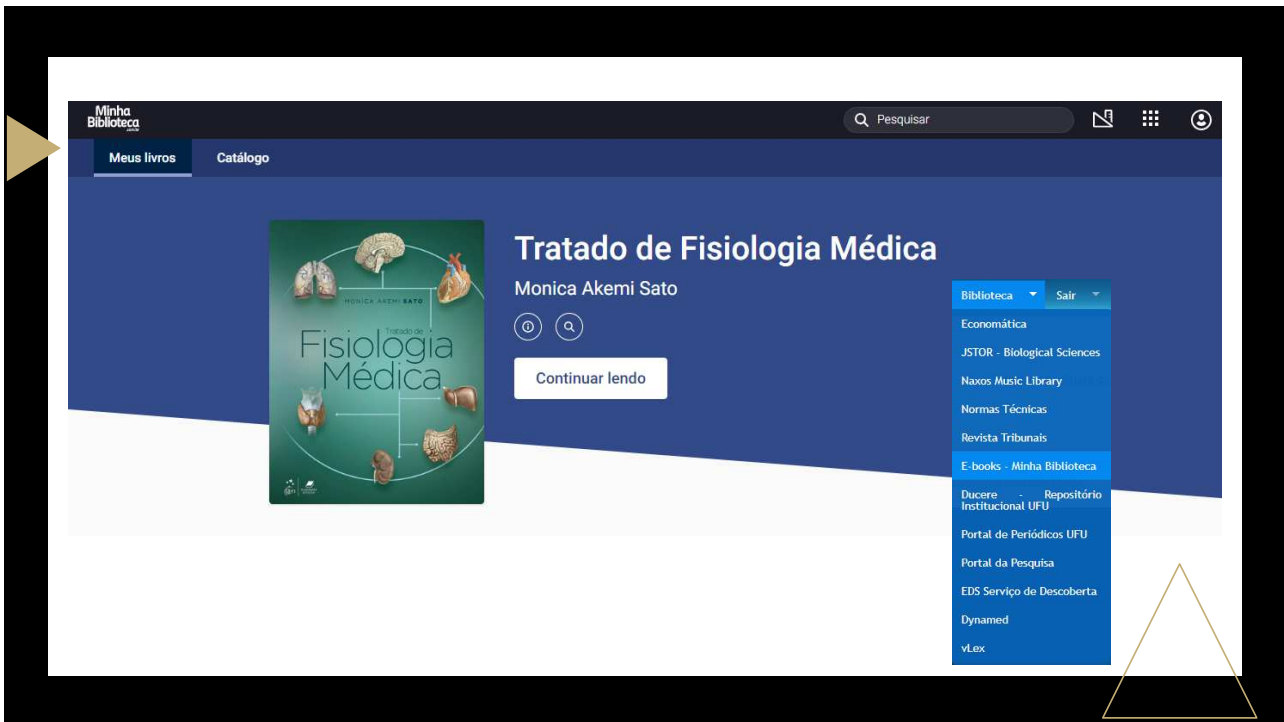 Minha
Biblioteca
Pesquisar
Meus livros
Catálogo
MONICA AKEMI SATO
Tratado de
Fisiologia
Médica
gen
Tratado de Fisiologia Médica
Monica Akemi Sato
Continuar lendo
Biblioteca
Sair
Economática
JSTOR - Biological Sciences
Naxos Music Library
Normas Técnicas
Revista Tribunais
E-books - Minha Biblioteca
Ducere - Repositório
Institucional UFU
Portal de Periódicos UFU
Portal da Pesquisa
EDS Serviço de Descoberta
Dynamed
vLex